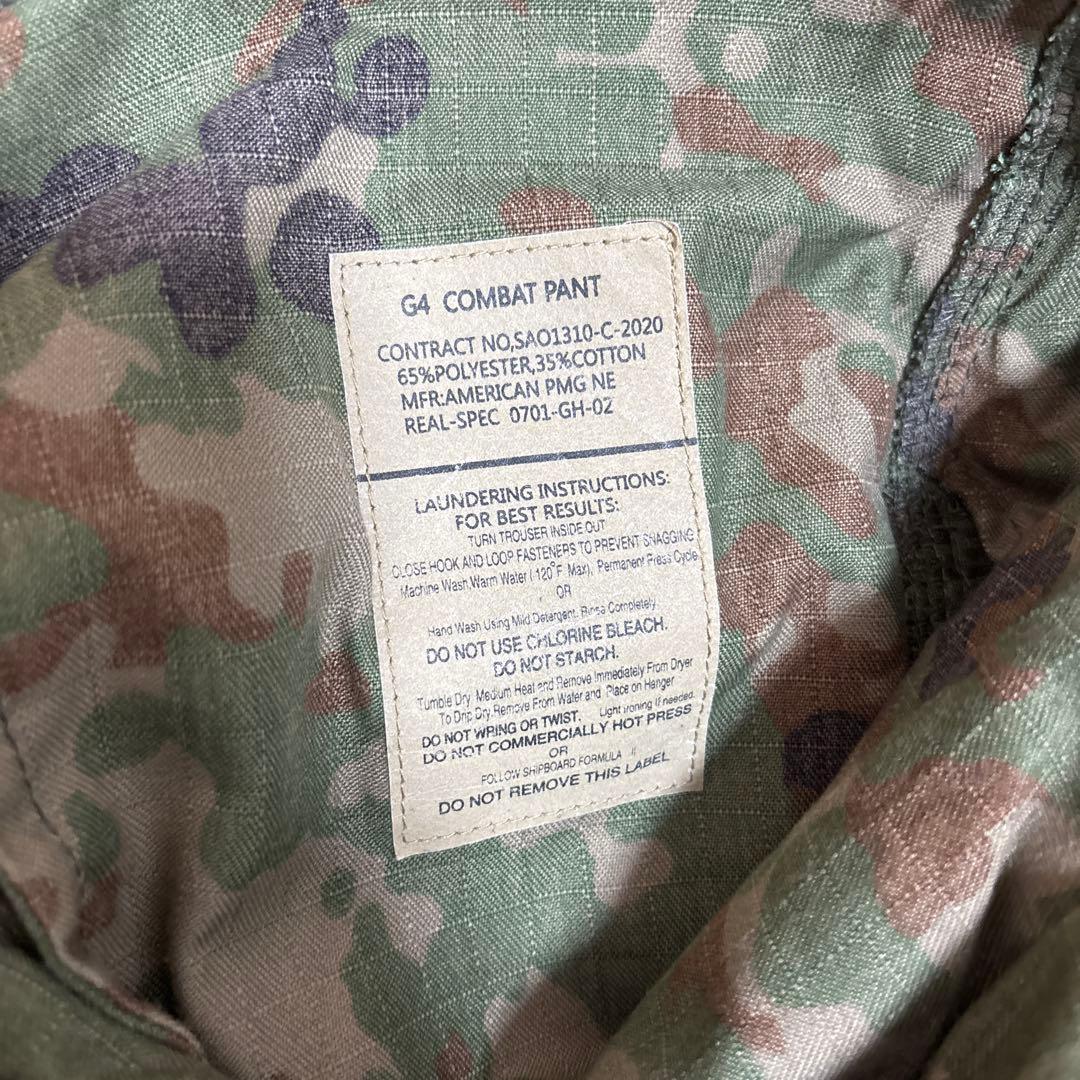 G4 COMBAT PANT
CONTRACT NO,SAO1310-C-2020
65%POLYESTER,35%COTTON
MFR:AMERICAN PMG NE
REAL-SPEC 0701-GH-02
LAUNDERING INSTRUCTIONS:
FOR BEST RESULTS:
TURN TROUSER INSIDE OUT
CLOSE HOOK AND LOOP FASTENERS TO PREVENT SNAGGING
Machine Wash,Warm Water (120°F Max), Permanent Press Cycle
OR
Hand Wash Using Mild Detergent. Rinse Completely
DO NOT USE CHLORINE BLEACH.
DO NOT STARCH.
Tumble Dry Medium Heat and Remove Immediately From Dryer
To Drip Dry,Remove From Water and Place on Hanger
DO NOT WRING OR TWIST. Light ironing if needed.
DO NOT COMMERCIALLY HOT PRESS
OR
FOLLOW SHIPBOARD FORMULA II
DO NOT REMOVE THIS LABEL